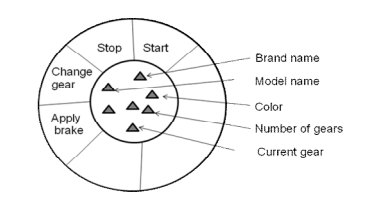 Stop
Start
Change
gear
Apply
brake
Brand name
Model name
Color
Number of gears
Current gear